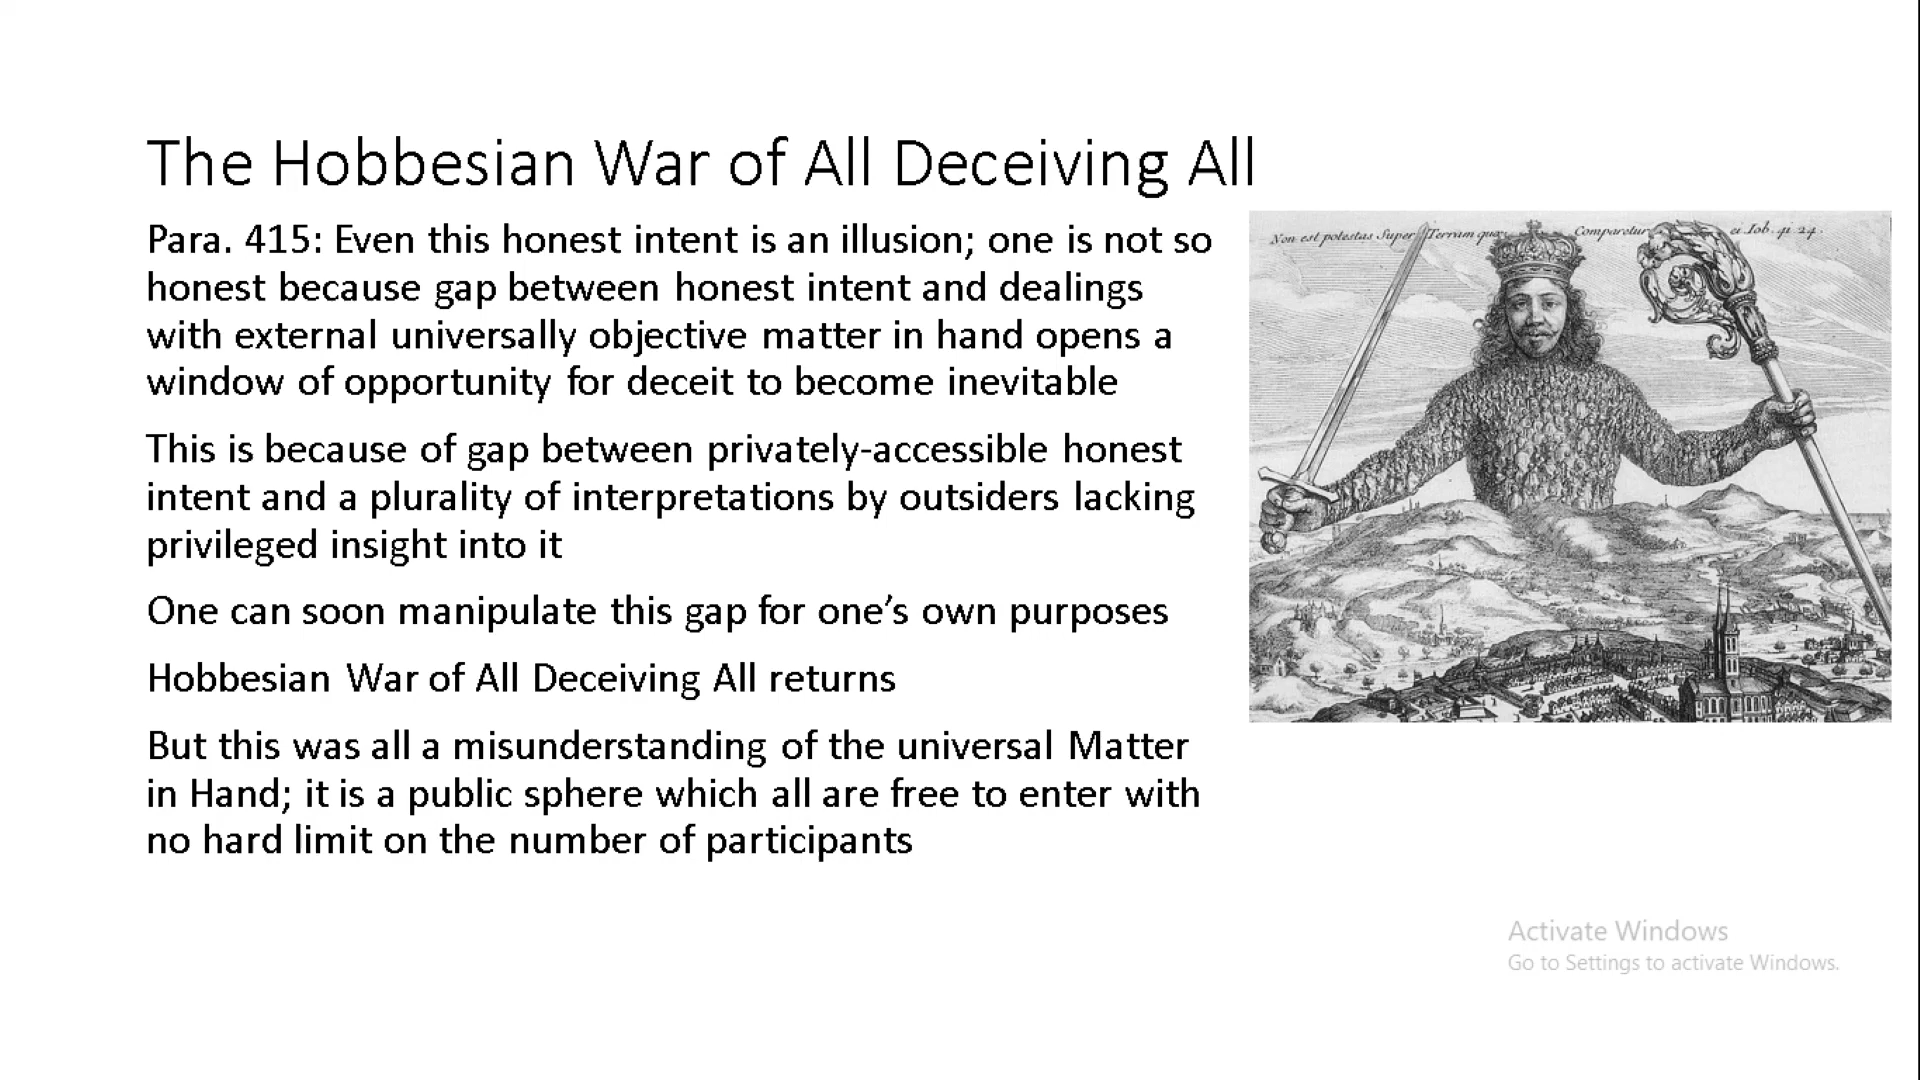 The Hobbesian War of All Deceiving All
Para. 415: Even this honest intent is an illusion; one is not so
honest because gap between honest intent and dealings
with external universally objective matter in hand opens a
window of opportunity for deceit to become inevitable
This is because of gap between privately-accessible honest
intent and a plurality of interpretations by outsiders lacking
privileged insight into it
One can soon manipulate this gap for one’s own purposes
Hobbesian War of All Deceiving All returns
But this was all a misunderstanding of the universal Matter
in Hand; it is a public sphere which all are free to enter with
no hard limit on the number of participants
Non est potestas Super Terram quae Comparetur ei Iob. 41. 24.
Activate Windows
Go to Settings to activate Windows.